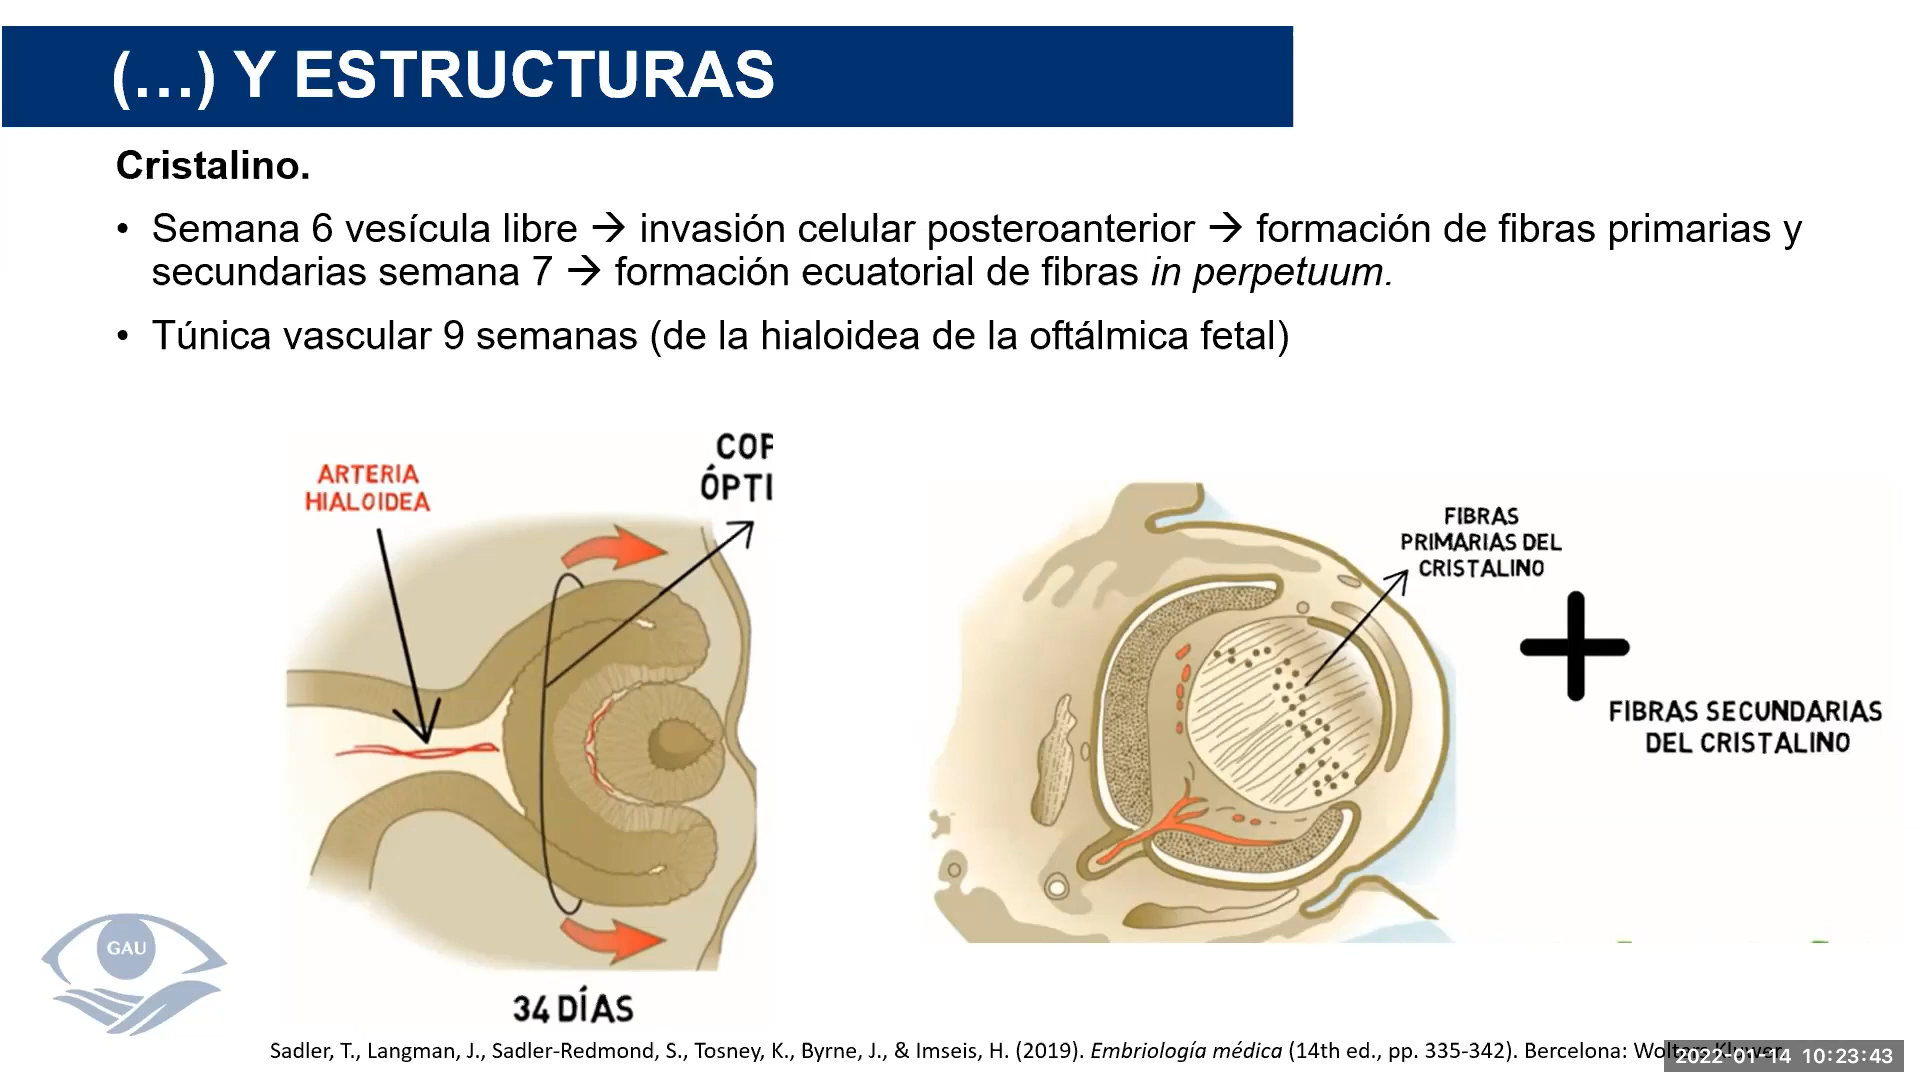 (...) Y ESTRUCTURAS
Cristalino.
• Semana 6 vesícula libre → invasión celular posteroanterior → formación de fibras primarias y
secundarias semana 7 → formación ecuatorial de fibras in perpetuum.
• Túnica vascular 9 semanas (de la hialoidea de la oftálmica fetal)
ARTERIA
HIALOIDEA
COP
ÓPTI
34 DÍAS
FIBRAS
PRIMARIAS DEL
CRISTALINO
FIBRAS SECUNDARIAS
DEL CRISTALINO
GAU
Sadler, T., Langman, J., Sadler-Redmond, S., Tosney, K., Byrne, J., & Imseis, H. (2019). Embriología médica (14th ed., pp. 335-342). Bercelona: Wolters Kluwer.
2022-01-14 10:23:43